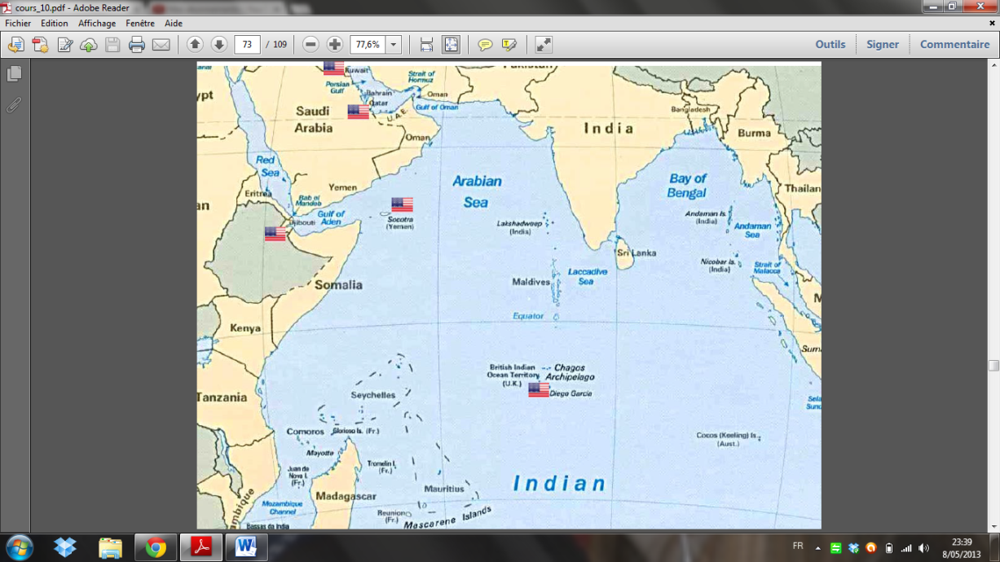 cours_10.pdf - Adobe Reader
Fichier Edition Affichage Fenêtre Aide
73 / 109 77,6% Outils Signer Commentaire
Kuwait
Persian
Gulf
Strait of
Hormuz
Bahrain
Qatar
Oman
Gulf of Oman
U.A.E.
Saudi
Arabia
Oman
India
Bangladesh
Burma
Red
Sea
Arabian
Sea
Bay of
Bengal
Yemen
Eritrea
Bab el
Mandeb
Gulf of
Aden
Djibouti
Socotra
(Yemen)
Lakshadweep
(India)
Andaman Is.
(India)
Andaman
Sea
Thailan
Sri Lanka
Nicobar Is.
(India)
Strait of
Malacca
Laccadive
Sea
Maldives
Somalia
Equator
Kenya
British Indian
Ocean Territory
(U.K.)
Chagos
Archipelago
Diego Garcia
Seychelles
Tanzania
Comoros
Glorioso Is. (Fr.)
Cocos (Keeling) Is.
(Aust.)
Mayotte
Juan de
Nova I.
(Fr.)
Tromelin I.
(Fr.)
Indian
Mauritius
Madagascar
Mozambique
Channel
Reunion
(Fr.)
Mascarene Islands
Bassas da India
FR
23:39
8/05/2013